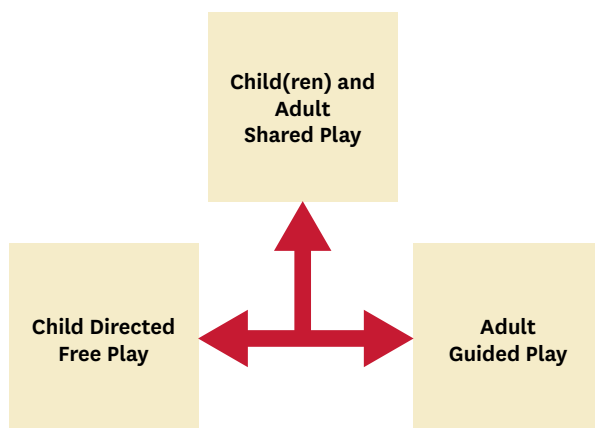 Child(ren) and
Adult
Shared Play
Child Directed
Free Play
Adult
Guided Play